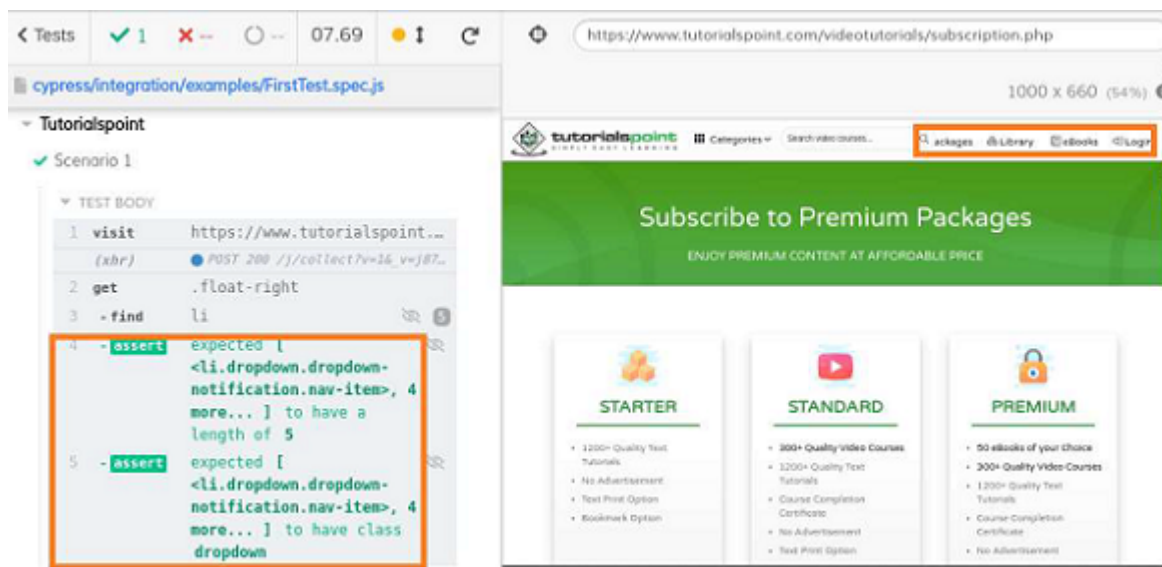 < Tests 1 -- -- 07.69
https://www.tutorialspoint.com/videotutorials/subscription.php
cypress/integration/examples/FirstTest.spec.js
1000 x 660 (54%)
Tutorialspoint
tutorialspoint Categories Search video courses... ackages Library eBooks Login
SIMPLY EASY LEARNING
Scenario 1
TEST BODY
1 visit https://www.tutorialspoint.…
(xhr) POST 200 /j/collect?v=1&_v=j87…
2 get .float-right
3 -find li 5
4 -assert expected [
<li.dropdown.dropdown-
notification.nav-item>, 4
more... ] to have a
length of 5
5 -assert expected [
<li.dropdown.dropdown-
notification.nav-item>, 4
more... ] to have class
dropdown
Subscribe to Premium Packages
ENJOY PREMIUM CONTENT AT AFFORDABLE PRICE
STARTER
• 1200+ Quality Text
Tutorials
• No Advertisement
• Text Print Option
• Bookmark Option
STANDARD
• 300+ Quality Video Courses
• 1200+ Quality Text
Tutorials
• Course Completion
Certificate
• No Advertisement
• Text Print Option
PREMIUM
• 50 eBooks of your Choice
• 300+ Quality Video Courses
• 1200+ Quality Text
Tutorials
• Course Completion
Certificate
• No Advertisement